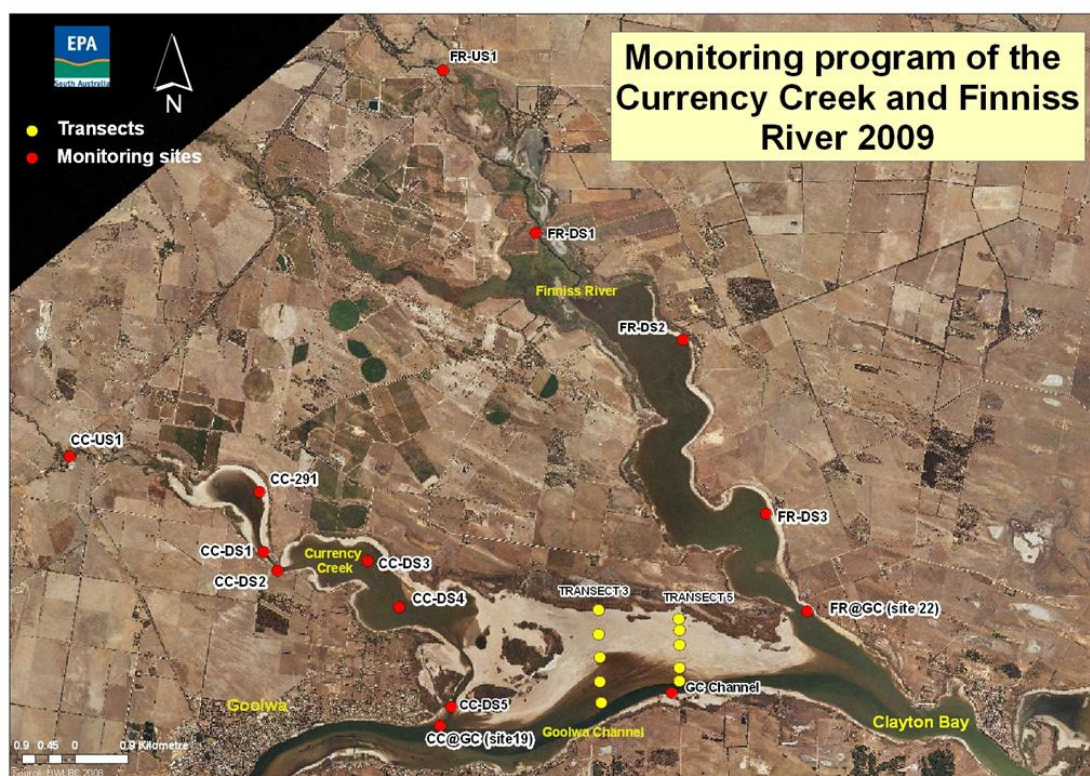 EPA
South Australia
N
Transects
Monitoring sites
Monitoring program of the
Currency Creek and Finniss
River 2009
FR-US1
FR-DS1
Finniss River
FR-DS2
CC-US1
CC-291
FR-DS3
CC-DS1
CC-DS2
Currency
Creek
CC-DS3
CC-DS4
TRANSECT 3
TRANSECT 5
FR@GC (site 22)
GC Channel
Goolwa
CC-DS5
CC@GC (site19)
Goolwa Channel
Clayton Bay
0.9 0.45 0 0.9 Kilometre
Source: DWLBC 2008